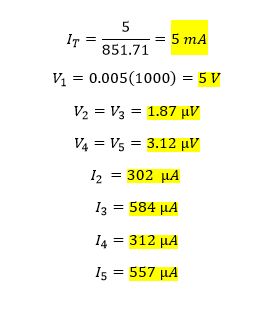 I_T = 5/851.71 = 5 mA
V_1 = 0.005(1000) = 5 V
V_2 = V_3 = 1.87 μV
V_4 = V_5 = 3.12 μV
I_2 = 302 μA
I_3 = 584 μA
I_4 = 312 μA
I_5 = 557 μA